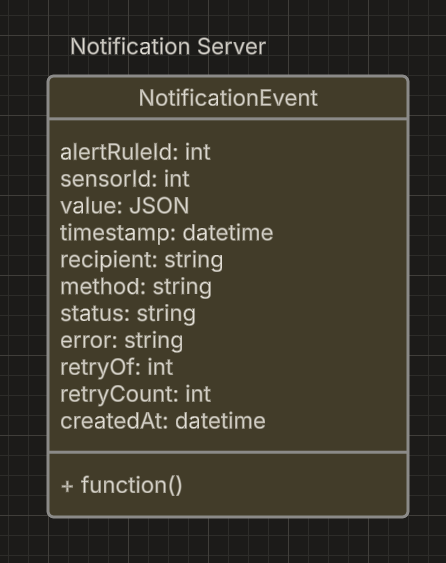 Notification Server
NotificationEvent
alertRuleId: int
sensorId: int
value: JSON
timestamp: datetime
recipient: string
method: string
status: string
error: string
retryOf: int
retryCount: int
createdAt: datetime
+ function()